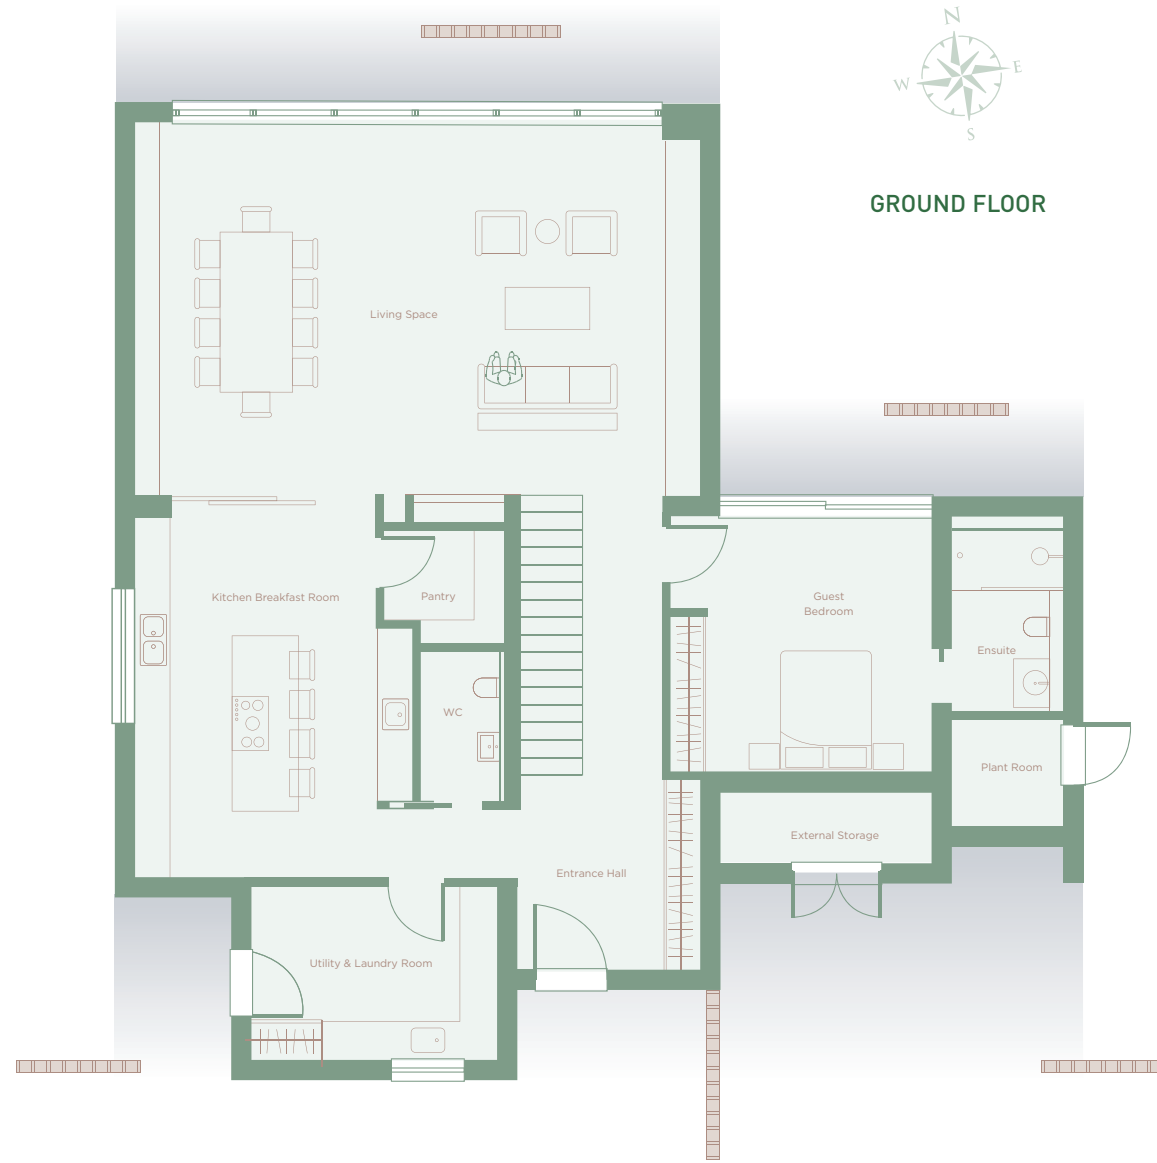 N
W
E
S
GROUND FLOOR
Living Space
Kitchen Breakfast Room
Pantry
Guest
Bedroom
Ensuite
WC
Plant Room
External Storage
Entrance Hall
Utility & Laundry Room